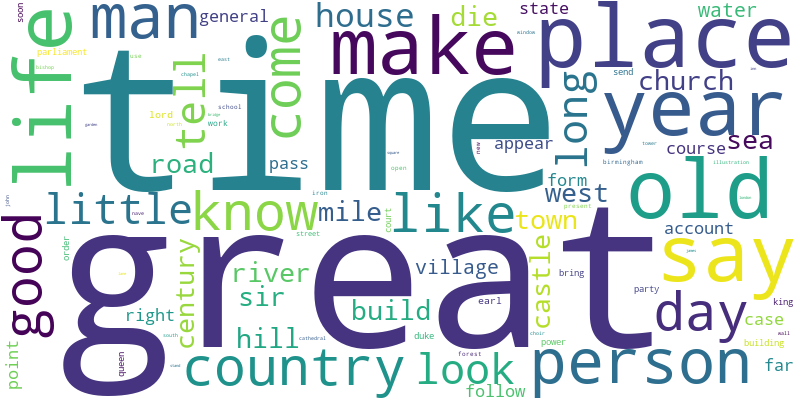 soon
man
general
house
die
state
water
parliament
life
bishop
time
use
chapel
east
come
make
place
church
send
window
tell
lord
school
work
bridge
garden
long
year
road
pass
appear
course
sea
square
open
new
form
west
birmingham
tower
illustration
old
john
good
little
know
nave
iron
mile
like
court
town
present
account
say
great
order
street
century
river
sir
village
castle
bring
day
right
hill
build
earl
party
king
case
point
queen
south
cathedral
duke
choir
power
wall
building
country
look
forest
follow
person
far